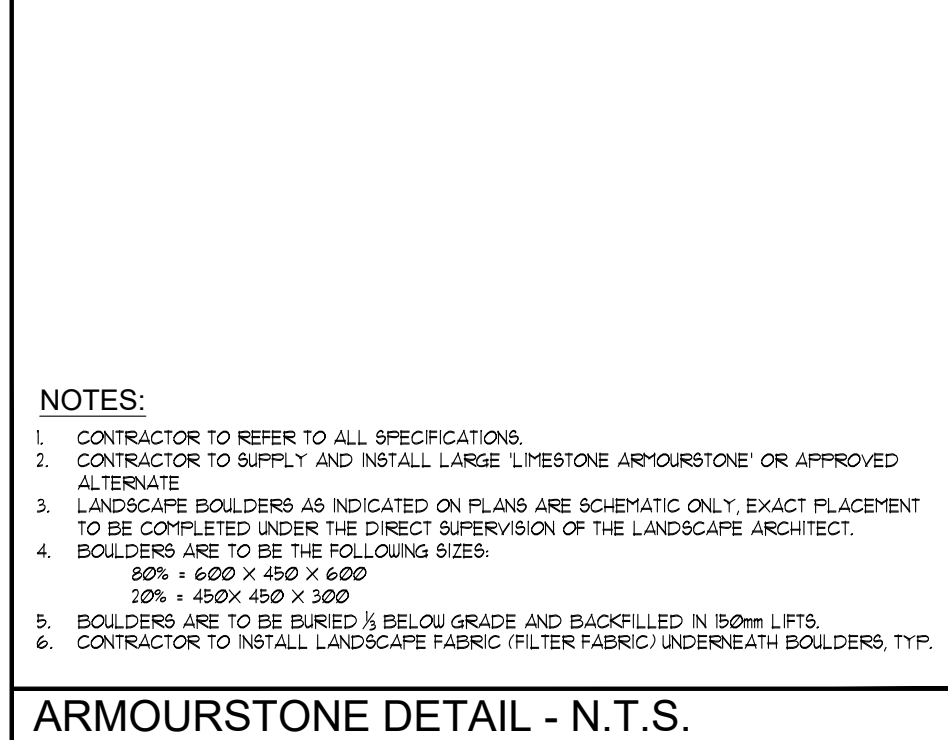 NOTES:
1. CONTRACTOR TO REFER TO ALL SPECIFICATIONS.
2. CONTRACTOR TO SUPPLY AND INSTALL LARGE 'LIMESTONE ARMOURSTONE' OR APPROVED
ALTERNATE
3. LANDSCAPE BOULDERS AS INDICATED ON PLANS ARE SCHEMATIC ONLY, EXACT PLACEMENT
TO BE COMPLETED UNDER THE DIRECT SUPERVISION OF THE LANDSCAPE ARCHITECT.
4. BOULDERS ARE TO BE THE FOLLOWING SIZES:
80% = 600 X 450 X 600
20% = 450X 450 X 300
5. BOULDERS ARE TO BE BURIED ⅓ BELOW GRADE AND BACKFILLED IN 150mm LIFTS.
6. CONTRACTOR TO INSTALL LANDSCAPE FABRIC (FILTER FABRIC) UNDERNEATH BOULDERS, TYP.
ARMOURSTONE DETAIL - N.T.S.